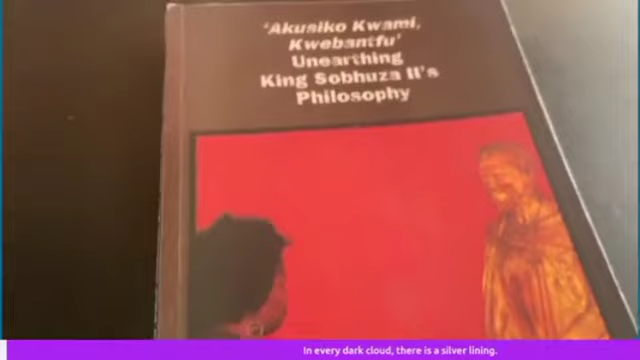 'Akusiko Kwami,
Kwebantfu'
Unearthing
King Sobhuza II's
Philosophy
In every dark cloud, there is a silver lining.